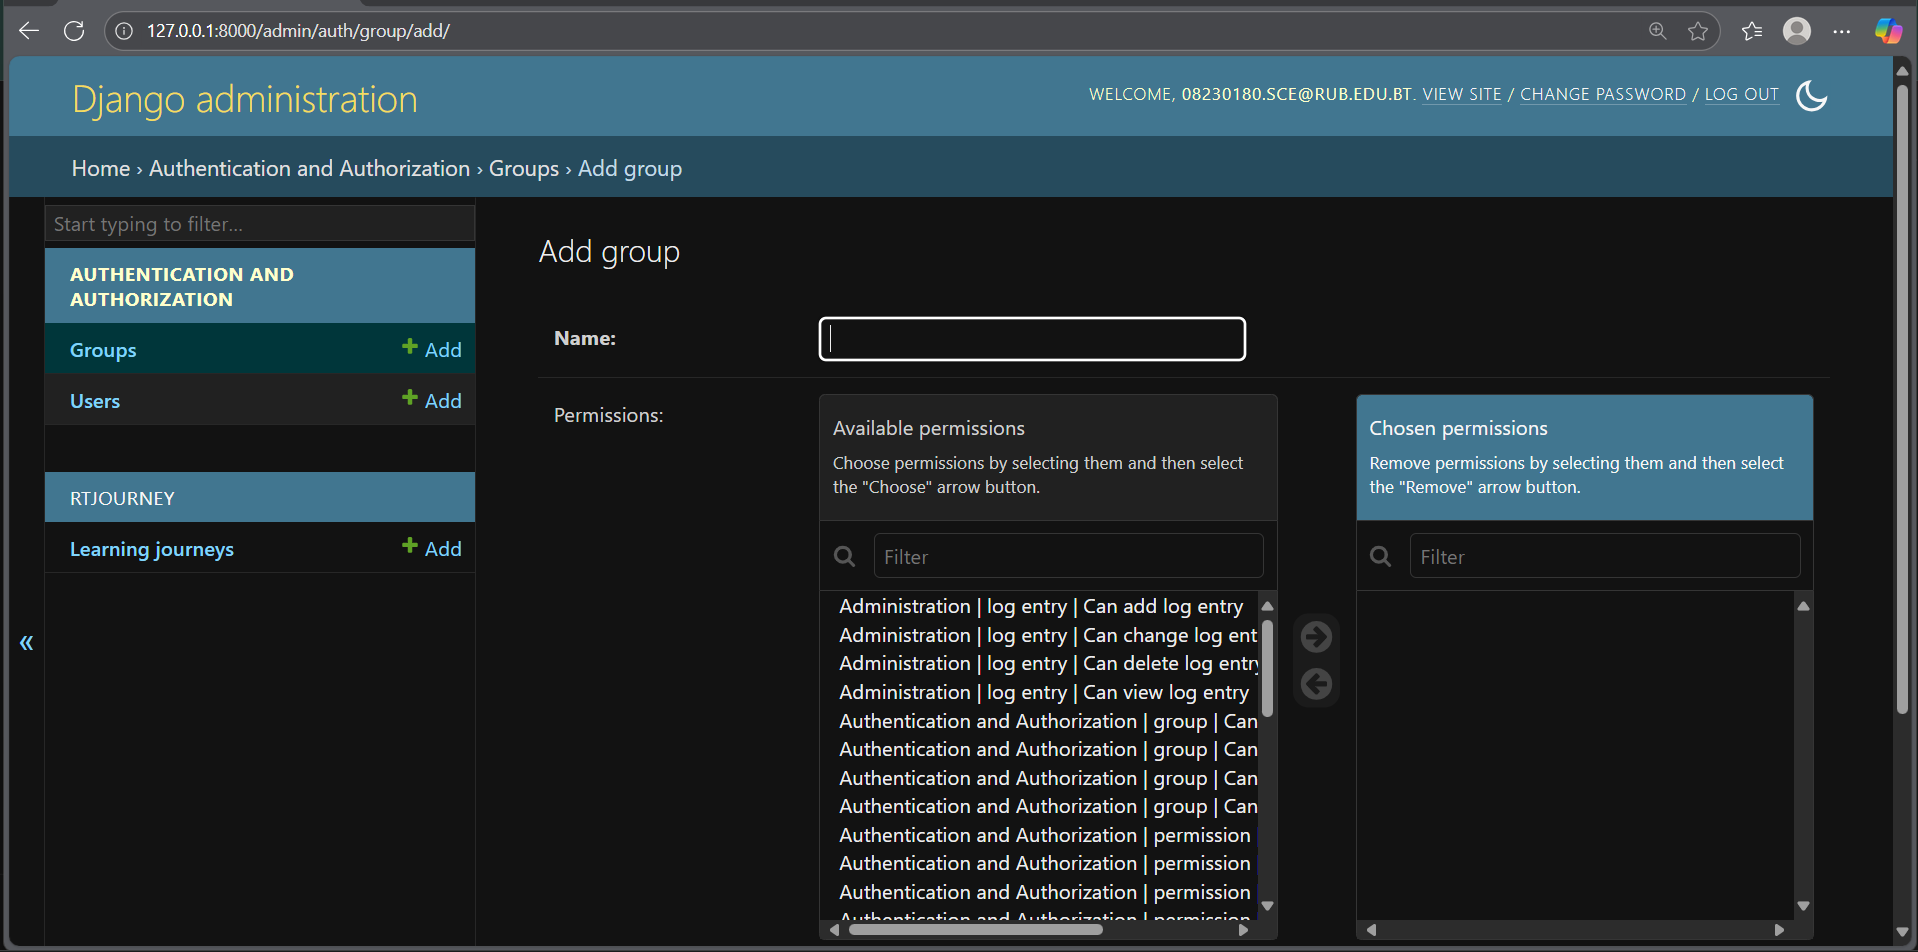 127.0.0.1:8000/admin/auth/group/add/
Django administration
WELCOME, 08230180.SCE@RUB.EDU.BT. VIEW SITE / CHANGE PASSWORD / LOG OUT
Home › Authentication and Authorization › Groups › Add group
Start typing to filter...
AUTHENTICATION AND
AUTHORIZATION
Groups + Add
Users + Add
RTJOURNEY
Learning journeys + Add
«
Add group
Name:
Permissions:
Available permissions
Choose permissions by selecting them and then select
the "Choose" arrow button.
Filter
Administration | log entry | Can add log entry
Administration | log entry | Can change log ent
Administration | log entry | Can delete log entry
Administration | log entry | Can view log entry
Authentication and Authorization | group | Can
Authentication and Authorization | group | Can
Authentication and Authorization | group | Can
Authentication and Authorization | group | Can
Authentication and Authorization | permission
Authentication and Authorization | permission
Authentication and Authorization | permission
Authentication and Authorization | permission
Chosen permissions
Remove permissions by selecting them and then select
the "Remove" arrow button.
Filter